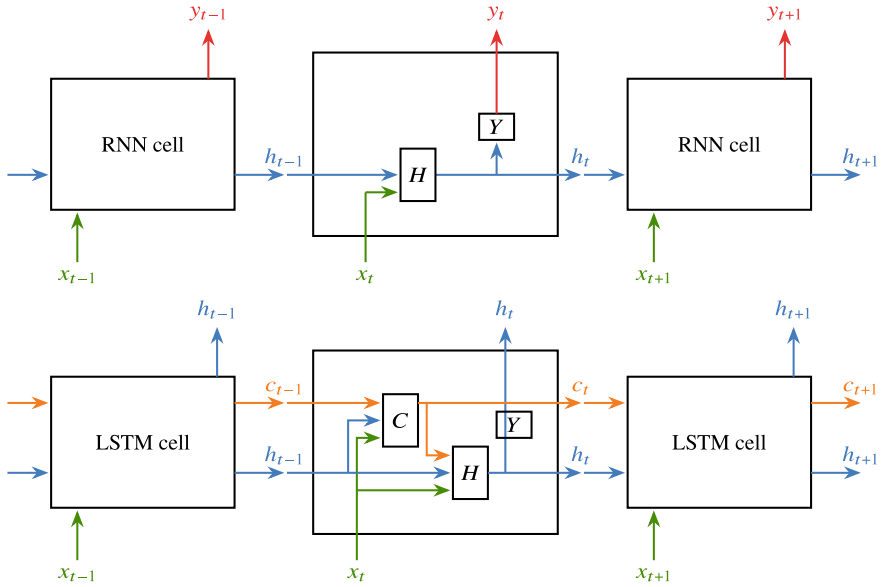 y_{t−1} y_t y_{t+1}
Y
RNN cell RNN cell
h_{t−1} h_t h_{t+1}
H
x_{t−1} x_t x_{t+1}
h_{t−1} h_t h_{t+1}
c_{t−1} c_t c_{t+1}
C Y
LSTM cell LSTM cell
h_{t−1} h_t h_{t+1}
H
x_{t−1} x_t x_{t+1}